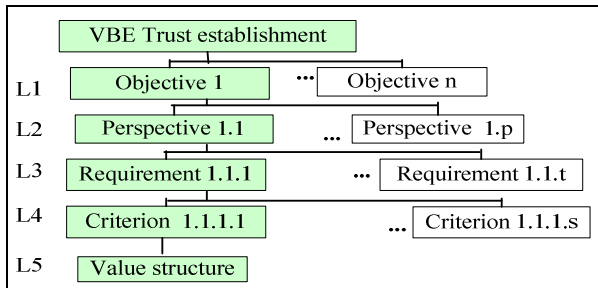 VBE Trust establishment
L1 Objective 1 ... Objective n
L2 Perspective 1.1 ... Perspective 1.p
L3 Requirement 1.1.1 ... Requirement 1.1.t
L4 Criterion 1.1.1.1 ... Criterion 1.1.1.s
L5 Value structure